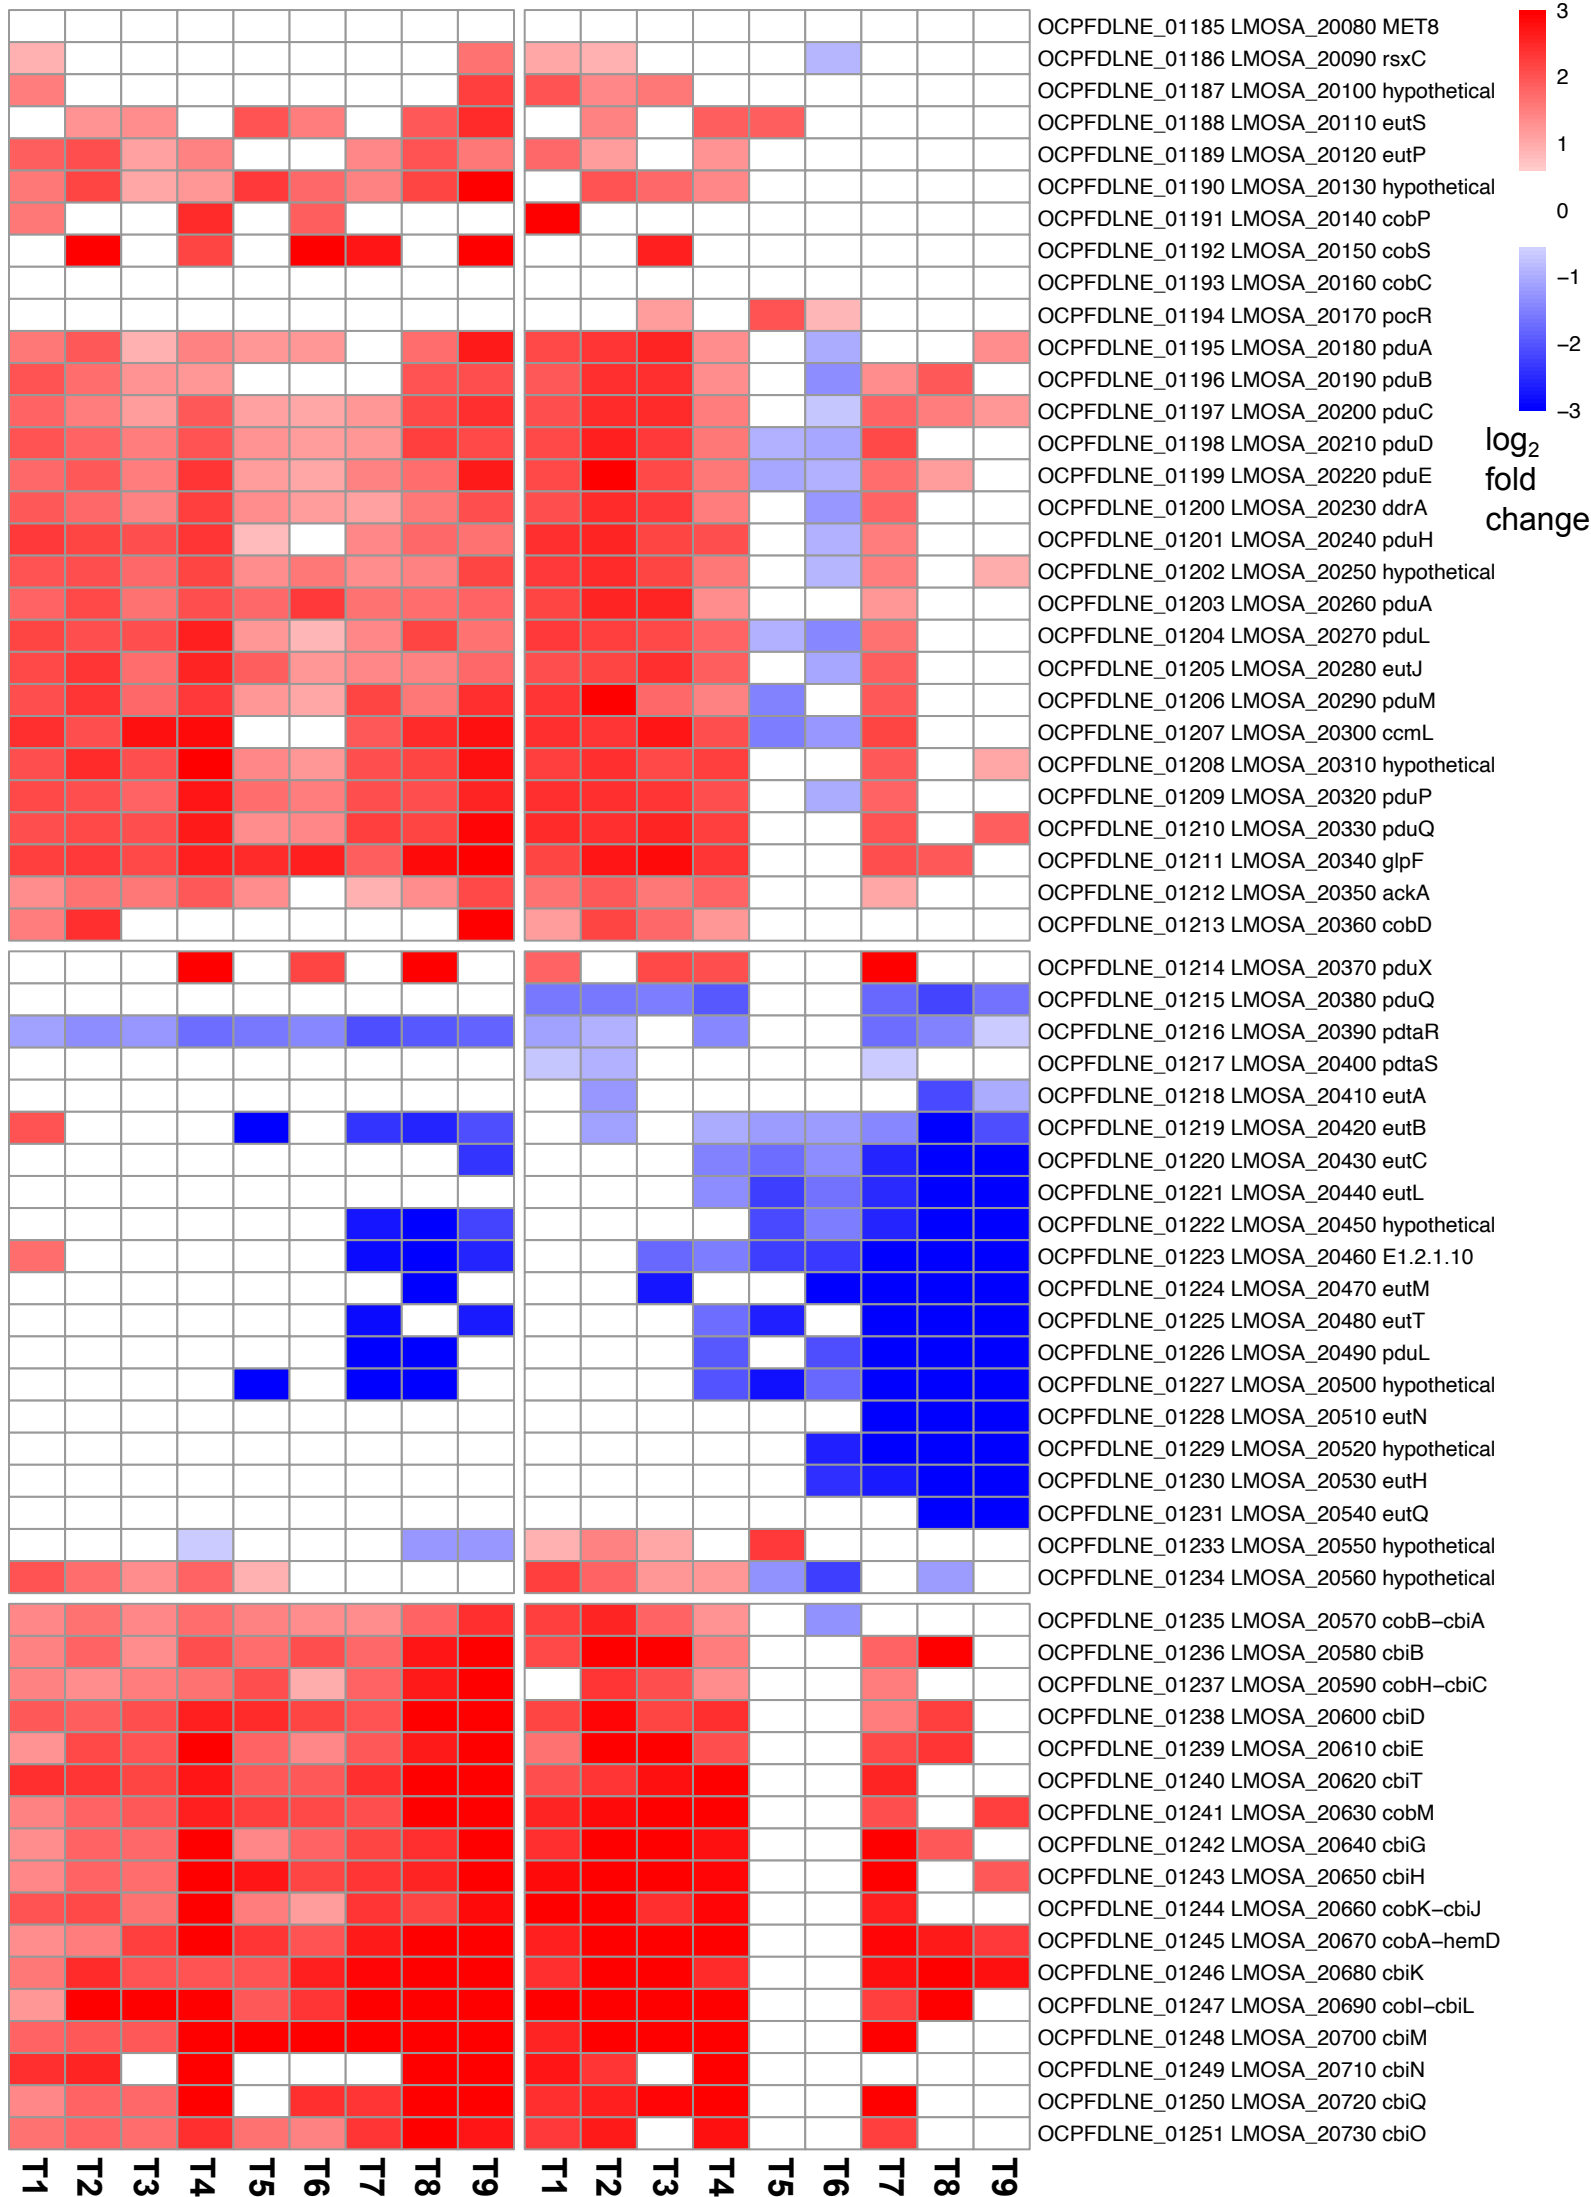 OCPFDLNE_01185 LMOSA_20080 MET8
OCPFDLNE_01186 LMOSA_20090 rsxC
OCPFDLNE_01187 LMOSA_20100 hypothetical
OCPFDLNE_01188 LMOSA_20110 eutS
OCPFDLNE_01189 LMOSA_20120 eutP
OCPFDLNE_01190 LMOSA_20130 hypothetical
OCPFDLNE_01191 LMOSA_20140 cobP
OCPFDLNE_01192 LMOSA_20150 cobS
OCPFDLNE_01193 LMOSA_20160 cobC
OCPFDLNE_01194 LMOSA_20170 pocR
OCPFDLNE_01195 LMOSA_20180 pduA
OCPFDLNE_01196 LMOSA_20190 pduB
OCPFDLNE_01197 LMOSA_20200 pduC
OCPFDLNE_01198 LMOSA_20210 pduD
OCPFDLNE_01199 LMOSA_20220 pduE
OCPFDLNE_01200 LMOSA_20230 ddrA
OCPFDLNE_01201 LMOSA_20240 pduH
OCPFDLNE_01202 LMOSA_20250 hypothetical
OCPFDLNE_01203 LMOSA_20260 pduA
OCPFDLNE_01204 LMOSA_20270 pduL
OCPFDLNE_01205 LMOSA_20280 eutJ
OCPFDLNE_01206 LMOSA_20290 pduM
OCPFDLNE_01207 LMOSA_20300 ccmL
OCPFDLNE_01208 LMOSA_20310 hypothetical
OCPFDLNE_01209 LMOSA_20320 pduP
OCPFDLNE_01210 LMOSA_20330 pduQ
OCPFDLNE_01211 LMOSA_20340 glpF
OCPFDLNE_01212 LMOSA_20350 ackA
OCPFDLNE_01213 LMOSA_20360 cobD
OCPFDLNE_01214 LMOSA_20370 pduX
OCPFDLNE_01215 LMOSA_20380 pduQ
OCPFDLNE_01216 LMOSA_20390 pdtaR
OCPFDLNE_01217 LMOSA_20400 pdtaS
OCPFDLNE_01218 LMOSA_20410 eutA
OCPFDLNE_01219 LMOSA_20420 eutB
OCPFDLNE_01220 LMOSA_20430 eutC
OCPFDLNE_01221 LMOSA_20440 eutL
OCPFDLNE_01222 LMOSA_20450 hypothetical
OCPFDLNE_01223 LMOSA_20460 E1.2.1.10
OCPFDLNE_01224 LMOSA_20470 eutM
OCPFDLNE_01225 LMOSA_20480 eutT
OCPFDLNE_01226 LMOSA_20490 pduL
OCPFDLNE_01227 LMOSA_20500 hypothetical
OCPFDLNE_01228 LMOSA_20510 eutN
OCPFDLNE_01229 LMOSA_20520 hypothetical
OCPFDLNE_01230 LMOSA_20530 eutH
OCPFDLNE_01231 LMOSA_20540 eutQ
OCPFDLNE_01233 LMOSA_20550 hypothetical
OCPFDLNE_01234 LMOSA_20560 hypothetical
OCPFDLNE_01235 LMOSA_20570 cobB−cbiA
OCPFDLNE_01236 LMOSA_20580 cbiB
OCPFDLNE_01237 LMOSA_20590 cobH−cbiC
OCPFDLNE_01238 LMOSA_20600 cbiD
OCPFDLNE_01239 LMOSA_20610 cbiE
OCPFDLNE_01240 LMOSA_20620 cbiT
OCPFDLNE_01241 LMOSA_20630 cobM
OCPFDLNE_01242 LMOSA_20640 cbiG
OCPFDLNE_01243 LMOSA_20650 cbiH
OCPFDLNE_01244 LMOSA_20660 cobK−cbiJ
OCPFDLNE_01245 LMOSA_20670 cobA−hemD
OCPFDLNE_01246 LMOSA_20680 cbiK
OCPFDLNE_01247 LMOSA_20690 cobI−cbiL
OCPFDLNE_01248 LMOSA_20700 cbiM
OCPFDLNE_01249 LMOSA_20710 cbiN
OCPFDLNE_01250 LMOSA_20720 cbiQ
OCPFDLNE_01251 LMOSA_20730 cbiO
T1 T2 T3 T4 T5 T6 T7 T8 T9 T1 T2 T3 T4 T5 T6 T7 T8 T9
3
2
1
0
−1
−2
−3
log2
fold
change